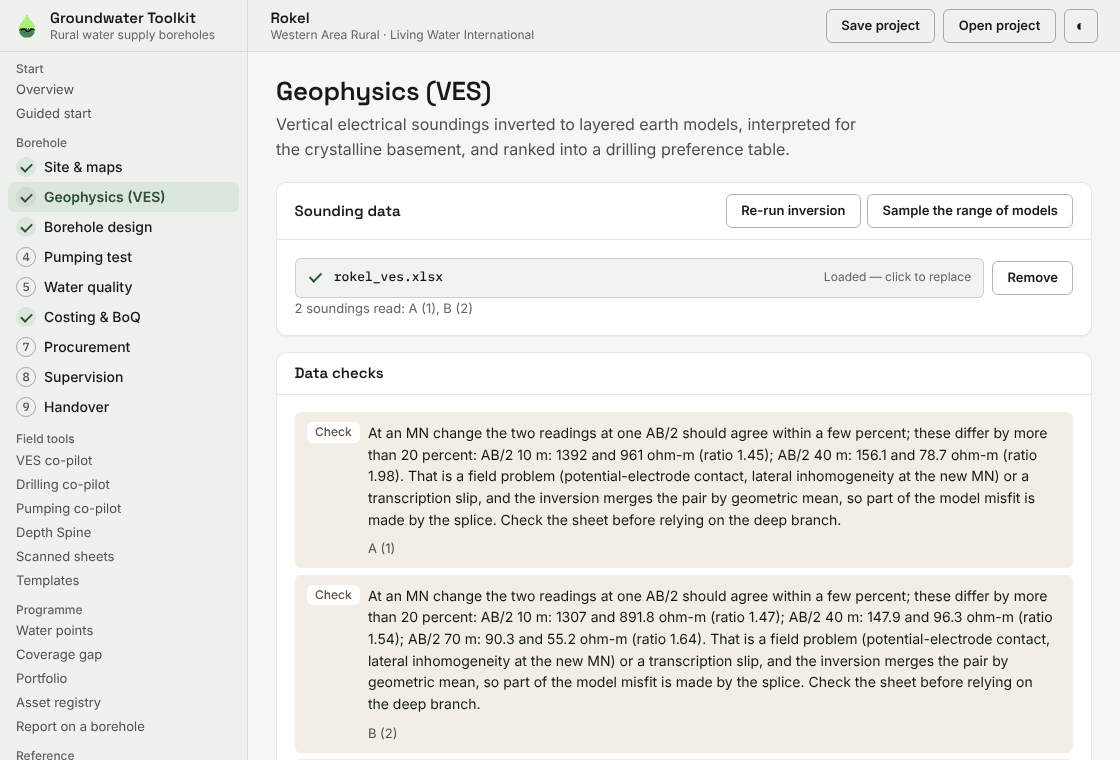 Groundwater Toolkit
Rural water supply boreholes
Rokel
Western Area Rural · Living Water International
Save project
Open project
Start
Overview
Guided start
Borehole
Site & maps
Geophysics (VES)
Borehole design
4 Pumping test
5 Water quality
Costing & BoQ
7 Procurement
8 Supervision
9 Handover
Field tools
VES co-pilot
Drilling co-pilot
Pumping co-pilot
Depth Spine
Scanned sheets
Templates
Programme
Water points
Coverage gap
Portfolio
Asset registry
Report on a borehole
Reference
Geophysics (VES)
Vertical electrical soundings inverted to layered earth models, interpreted for
the crystalline basement, and ranked into a drilling preference table.
Sounding data
Re-run inversion
Sample the range of models
rokel_ves.xlsx
Loaded — click to replace
Remove
2 soundings read: A (1), B (2)
Data checks
Check
At an MN change the two readings at one AB/2 should agree within a few percent; these differ by more
than 20 percent: AB/2 10 m: 1392 and 961 ohm-m (ratio 1.45); AB/2 40 m: 156.1 and 78.7 ohm-m (ratio
1.98). That is a field problem (potential-electrode contact, lateral inhomogeneity at the new MN) or a
transcription slip, and the inversion merges the pair by geometric mean, so part of the model misfit is
made by the splice. Check the sheet before relying on the deep branch.
A (1)
Check
At an MN change the two readings at one AB/2 should agree within a few percent; these differ by more
than 20 percent: AB/2 10 m: 1307 and 891.8 ohm-m (ratio 1.47); AB/2 40 m: 147.9 and 96.3 ohm-m (ratio
1.54); AB/2 70 m: 90.3 and 55.2 ohm-m (ratio 1.64). That is a field problem (potential-electrode contact,
lateral inhomogeneity at the new MN) or a transcription slip, and the inversion merges the pair by
geometric mean, so part of the model misfit is made by the splice. Check the sheet before relying on
the deep branch.
B (2)